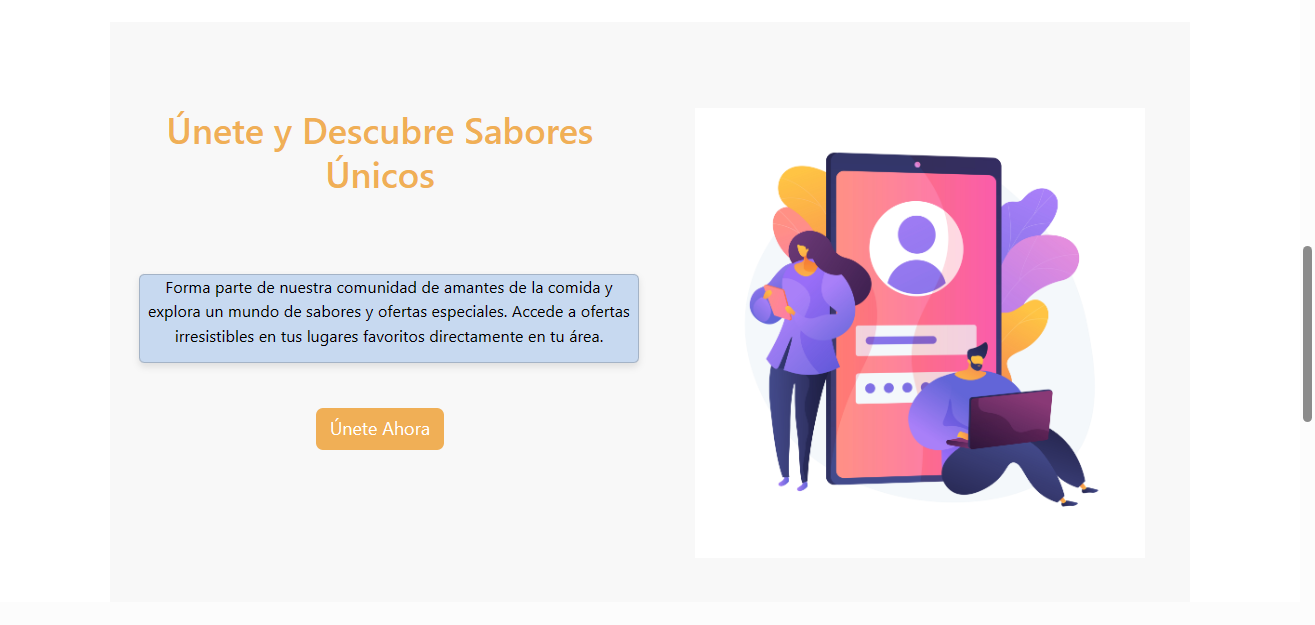 Únete y Descubre Sabores
Únicos
Forma parte de nuestra comunidad de amantes de la comida y
explora un mundo de sabores y ofertas especiales. Accede a ofertas
irresistibles en tus lugares favoritos directamente en tu área.
Únete Ahora